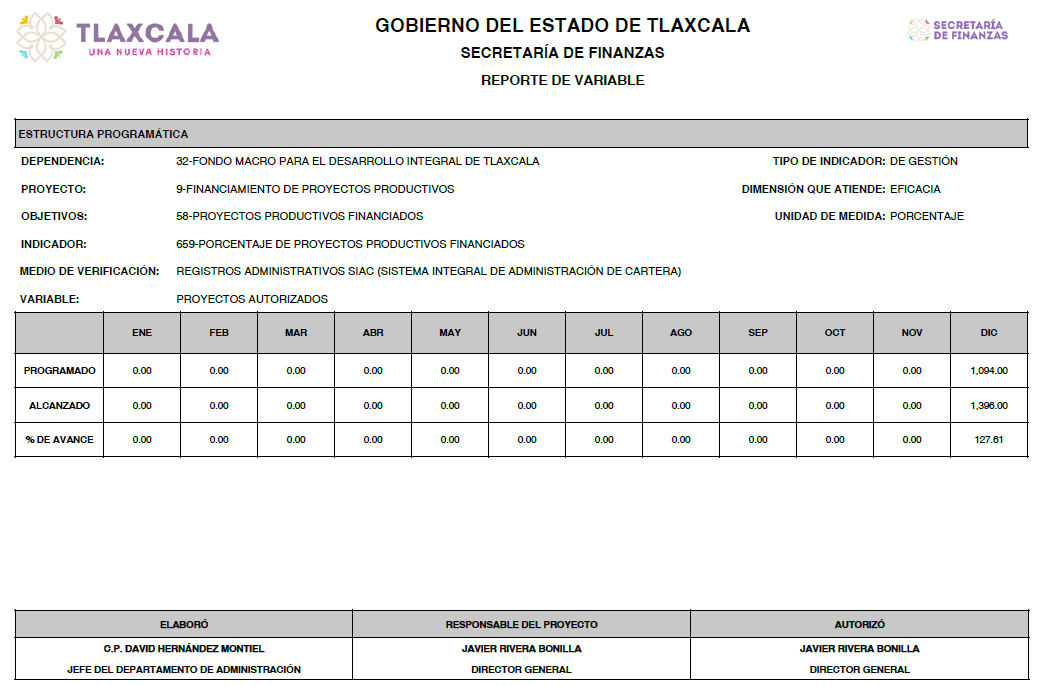 TLAXCALA
UNA NUEVA HISTORIA
GOBIERNO DEL ESTADO DE TLAXCALA
SECRETARÍA DE FINANZAS
REPORTE DE VARIABLE
SECRETARÍA
DE FINANZAS
ESTRUCTURA PROGRAMÁTICA
DEPENDENCIA: 32-FONDO MACRO PARA EL DESARROLLO INTEGRAL DE TLAXCALA TIPO DE INDICADOR: DE GESTIÓN
PROYECTO: 9-FINANCIAMIENTO DE PROYECTOS PRODUCTIVOS DIMENSIÓN QUE ATIENDE: EFICACIA
OBJETIVOS: 58-PROYECTOS PRODUCTIVOS FINANCIADOS UNIDAD DE MEDIDA: PORCENTAJE
INDICADOR: 659-PORCENTAJE DE PROYECTOS PRODUCTIVOS FINANCIADOS
MEDIO DE VERIFICACIÓN: REGISTROS ADMINISTRATIVOS SIAC (SISTEMA INTEGRAL DE ADMINISTRACIÓN DE CARTERA)
VARIABLE: PROYECTOS AUTORIZADOS
ENE FEB MAR ABR MAY JUN JUL AGO SEP OCT NOV DIC
PROGRAMADO 0.00 0.00 0.00 0.00 0.00 0.00 0.00 0.00 0.00 0.00 0.00 1,094.00
ALCANZADO 0.00 0.00 0.00 0.00 0.00 0.00 0.00 0.00 0.00 0.00 0.00 1,396.00
% DE AVANCE 0.00 0.00 0.00 0.00 0.00 0.00 0.00 0.00 0.00 0.00 0.00 127.61
ELABORÓ RESPONSABLE DEL PROYECTO AUTORIZÓ
C.P. DAVID HERNÁNDEZ MONTIEL JAVIER RIVERA BONILLA JAVIER RIVERA BONILLA
JEFE DEL DEPARTAMENTO DE ADMINISTRACIÓN DIRECTOR GENERAL DIRECTOR GENERAL